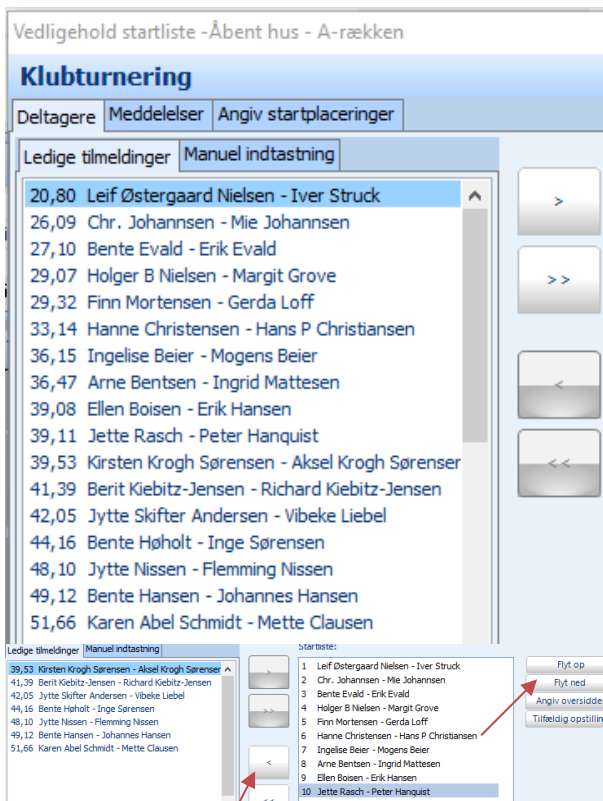 Vedligehold startliste -Åbent hus - A-rækken
Klubturnering
Deltagere Meddelelser Angiv startplaceringer
Ledige tilmeldinger Manuel indtastning
20,80 Leif Østergaard Nielsen - Iver Struck
26,09 Chr. Johannsen - Mie Johannsen
27,10 Bente Evald - Erik Evald
29,07 Holger B Nielsen - Margit Grove
29,32 Finn Mortensen - Gerda Loff
33,14 Hanne Christensen - Hans P Christiansen
36,15 Ingelise Beier - Mogens Beier
36,47 Arne Bentsen - Ingrid Mattesen
39,08 Ellen Boisen - Erik Hansen
39,11 Jette Rasch - Peter Hanquist
39,53 Kirsten Krogh Sørensen - Aksel Krogh Sørenser
41,39 Berit Kiebitz-Jensen - Richard Kiebitz-Jensen
42,05 Jytte Skifter Andersen - Vibeke Liebel
44,16 Bente Høholt - Inge Sørensen
48,10 Jytte Nissen - Flemming Nissen
49,12 Bente Hansen - Johannes Hansen
51,66 Karen Abel Schmidt - Mette Clausen
>
>>
<
<<
Ledige tilmeldinger Manuel indtastning
39,53 Kirsten Krogh Sørensen - Aksel Krogh Sørenser
41,39 Berit Kiebitz-Jensen - Richard Kiebitz-Jensen
42,05 Jytte Skifter Andersen - Vibeke Liebel
44,16 Bente Høholt - Inge Sørensen
48,10 Jytte Nissen - Flemming Nissen
49,12 Bente Hansen - Johannes Hansen
51,66 Karen Abel Schmidt - Mette Clausen
>
>>
<
<<
Startliste:
1 Leif Østergaard Nielsen - Iver Struck
2 Chr. Johannsen - Mie Johannsen
3 Bente Evald - Erik Evald
4 Holger B Nielsen - Margit Grove
5 Finn Mortensen - Gerda Loff
6 Hanne Christensen - Hans P Christiansen
7 Ingelise Beier - Mogens Beier
8 Arne Bentsen - Ingrid Mattesen
9 Ellen Boisen - Erik Hansen
10 Jette Rasch - Peter Hanquist
Flyt op
Flyt ned
Angiv oversidder
Tilfældig opstilling